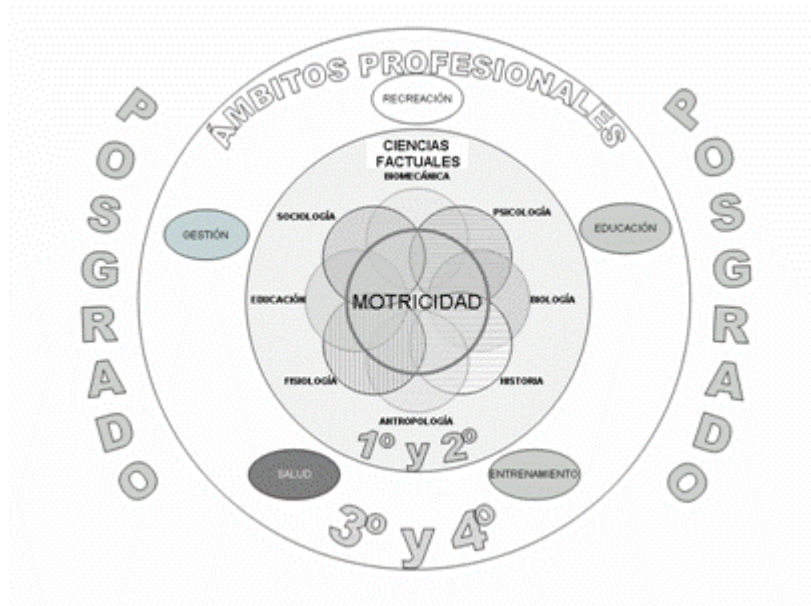 POSGRADO
ÁMBITOS PROFESIONALES
POSGRADO
RECREACIÓN
CIENCIAS
FACTUALES
BIOMECÁNICA
SOCIOLOGÍA
PSICOLOGÍA
GESTIÓN
EDUCACIÓN
EDUCACIÓN
MOTRICIDAD
BIOLOGÍA
FISIOLOGÍA
HISTORIA
ANTROPOLOGÍA
1º y 2º
SALUD
ENTRENAMIENTO
3º y 4º